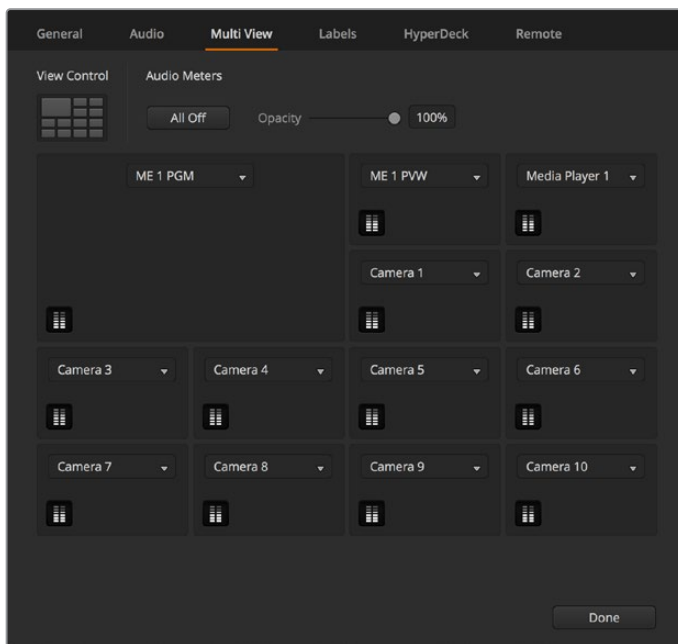 General Audio Multi View Labels HyperDeck Remote
View Control Audio Meters
All Off Opacity 100%
ME 1 PGM ME 1 PVW Media Player 1
Camera 1 Camera 2
Camera 3 Camera 4 Camera 5 Camera 6
Camera 7 Camera 8 Camera 9 Camera 10
Done